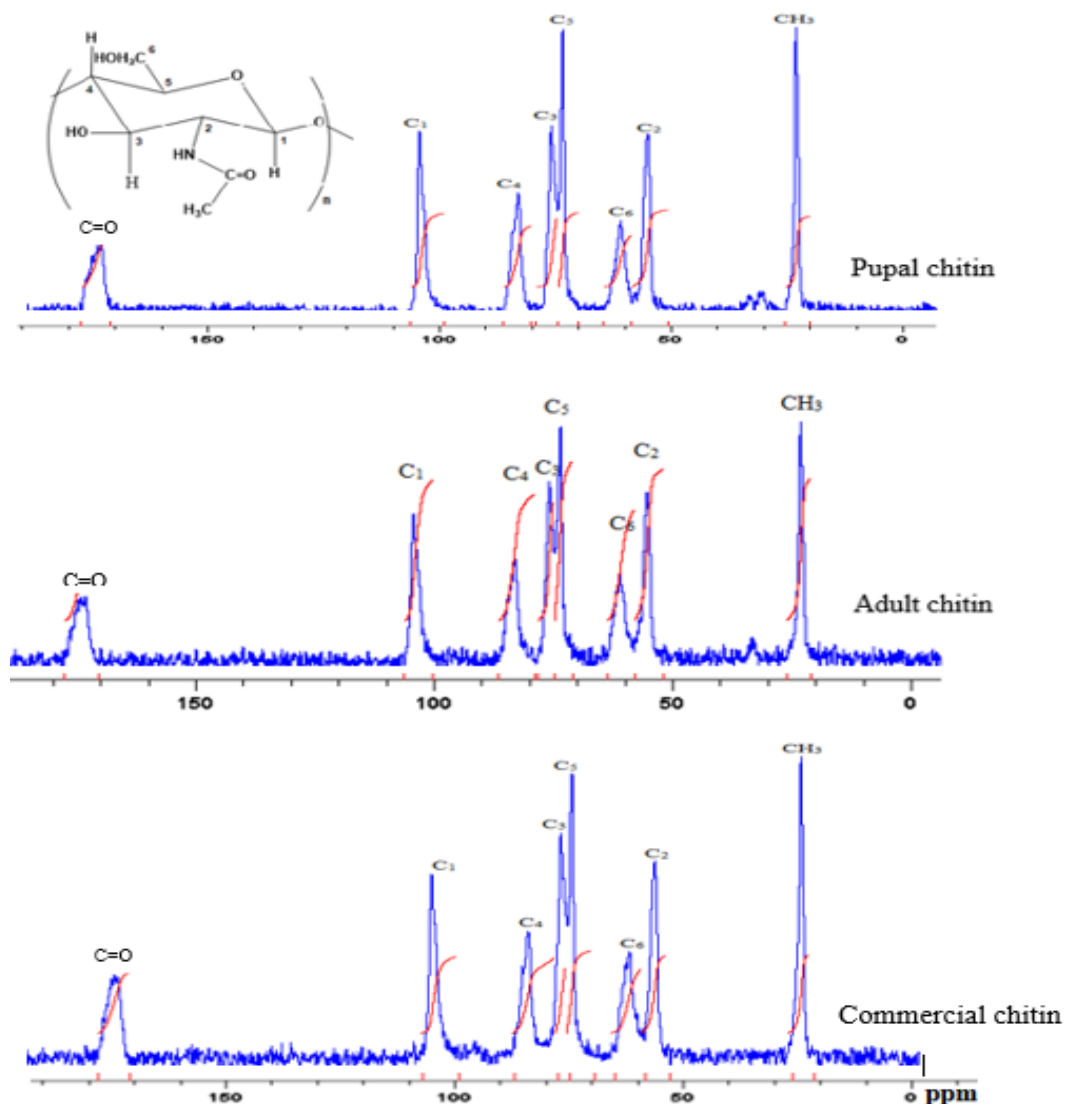 H
6
HOH₂C
5
O
4
HO
3
2
1
O
H
HN
H
C=O
H₃C
n
C=O
C₁
C₄
C₃
C₅
C₆
C₂
CH₃
Pupal chitin
150 100 50 0
C=O
C₁
C₄
C₃
C₅
C₆
C₂
CH₃
Adult chitin
150 100 50 0
C=O
C₁
C₄
C₃
C₅
C₆
C₂
CH₃
Commercial chitin
150 100 50 0
ppm